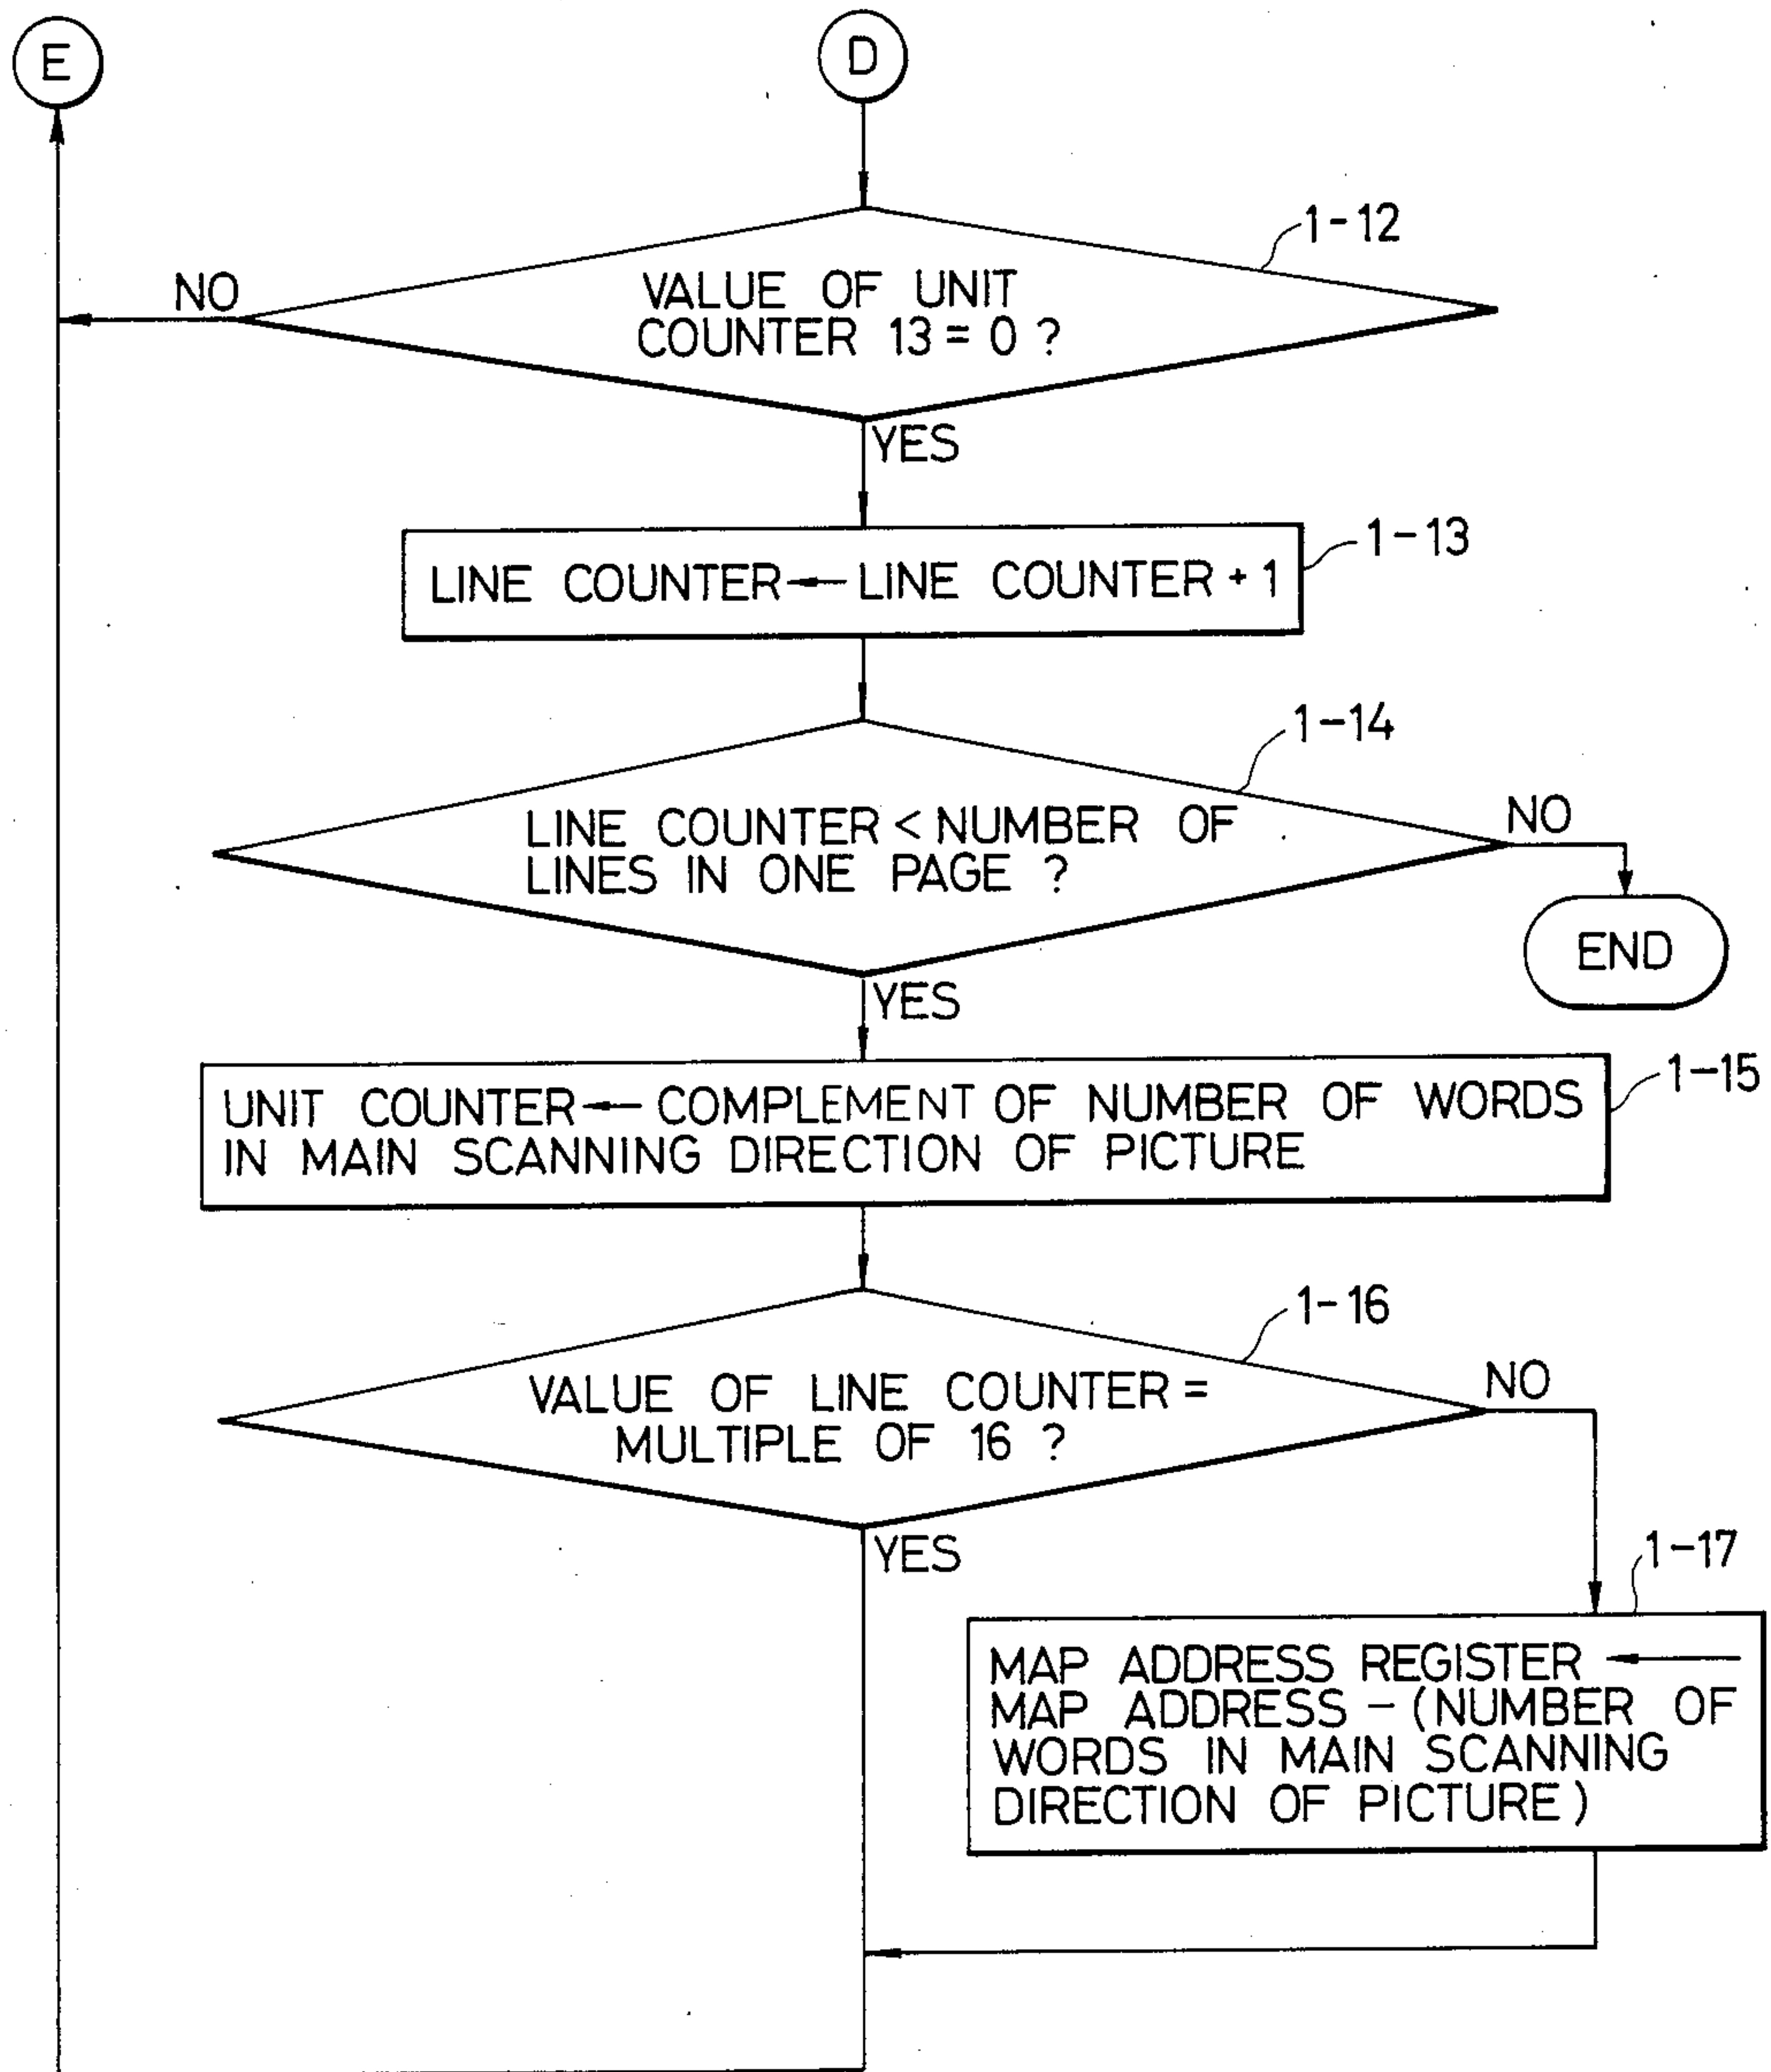 E
D
1-12
NO
VALUE OF UNIT
COUNTER 13 = 0 ?
YES
1-13
LINE COUNTER ← LINE COUNTER + 1
1-14
LINE COUNTER < NUMBER OF
LINES IN ONE PAGE ?
NO
END
YES
1-15
UNIT COUNTER ← COMPLEMENT OF NUMBER OF WORDS
IN MAIN SCANNING DIRECTION OF PICTURE
1-16
VALUE OF LINE COUNTER =
MULTIPLE OF 16 ?
NO
YES
1-17
MAP ADDRESS REGISTER ←
MAP ADDRESS - (NUMBER OF
WORDS IN MAIN SCANNING
DIRECTION OF PICTURE)